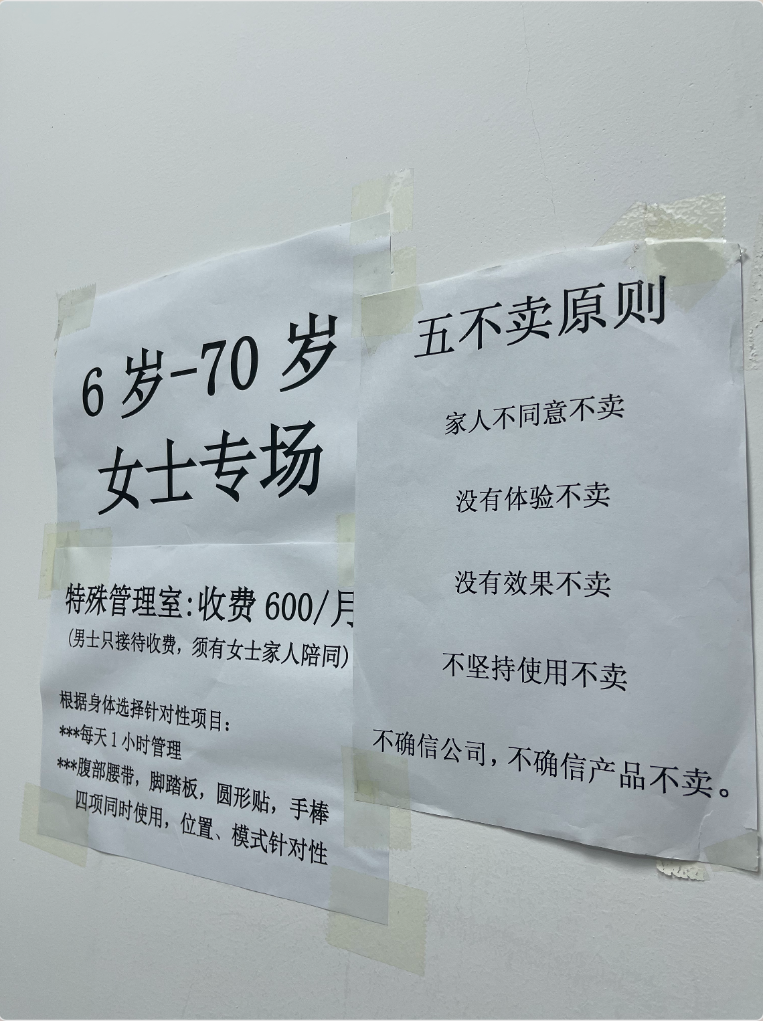 6岁-70岁
女士专场
特殊管理室:收费 600/月
(男士只接待收费，须有女士家人陪同)
根据身体选择针对性项目:
***每天1小时管理
***腹部腰带，脚踏板，圆形贴，手棒
四项同时使用，位置、模式针对性
五不卖原则
家人不同意不卖
没有体验不卖
没有效果不卖
不坚持使用不卖
不确信公司，不确信产品不卖。